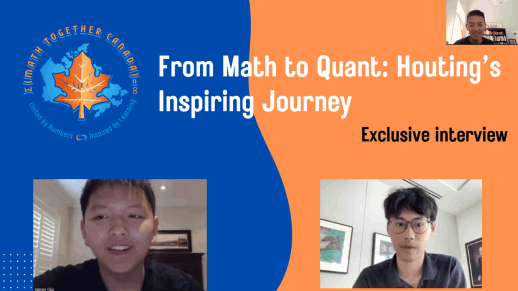 Σ(MATH TOGETHER CANADA)=∞
United by Numbers ∞ Inspired by Learning
From Math to Quant: Houting's
Inspiring Journey
Exclusive interview